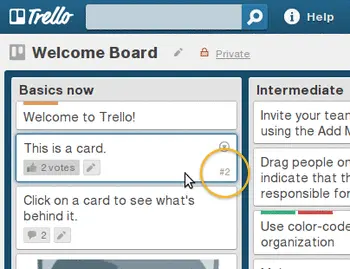 Trello
Help
Welcome Board
Private
Basics now
Welcome to Trello!
This is a card.
2 votes
#2
Click on a card to see what's
behind it.
2
Intermediate
Invite your team
using the Add M
Drag people on
indicate that th
responsible for
Use color-code
organization